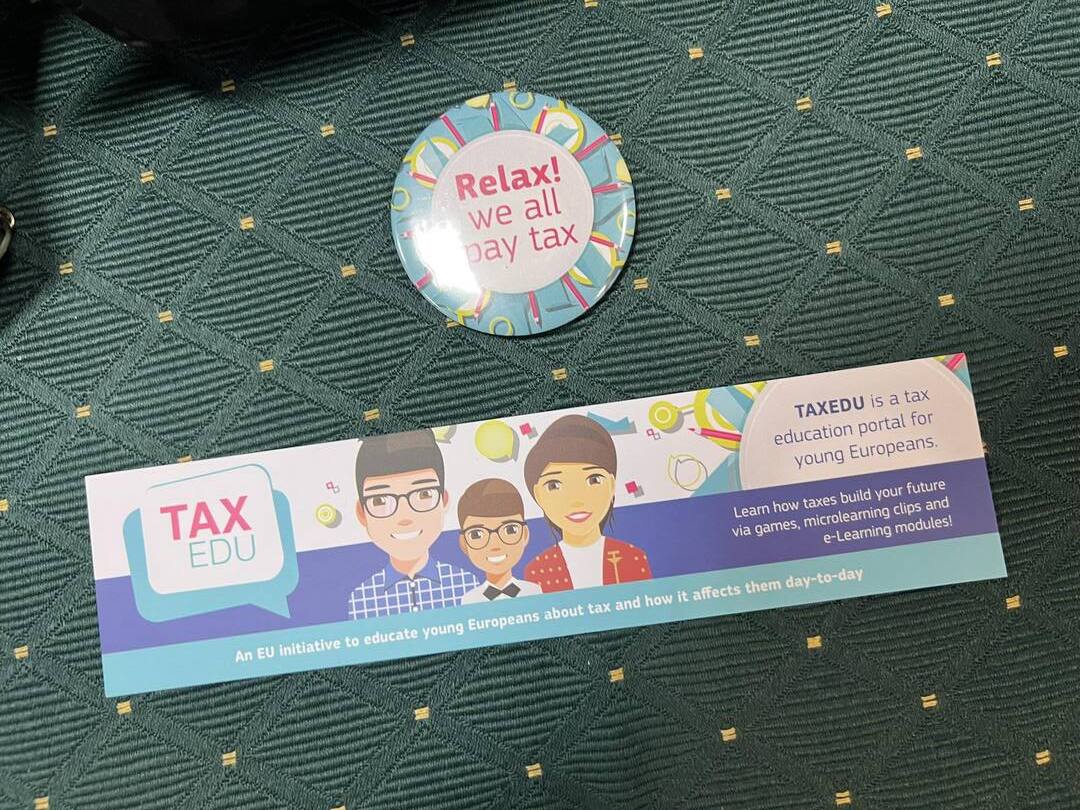 Relax!
we all
pay tax
TAX
EDU
TAXEDU is a tax
education portal for
young Europeans.
Learn how taxes build your future
via games, microlearning clips and
e-Learning modules!
An EU initiative to educate young Europeans about tax and how it affects them day-to-day